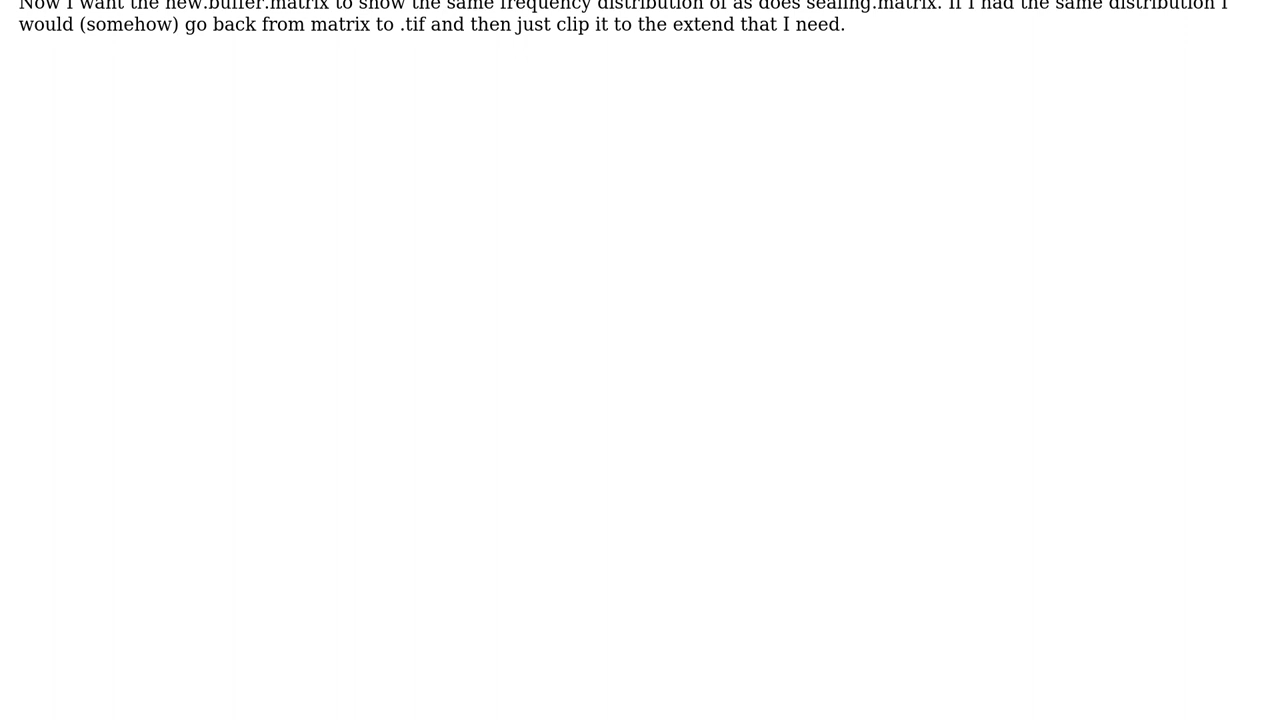 Now I want the new.buffer.matrix to show the same frequency distribution of as does sealing.matrix. If I had the same distribution I
would (somehow) go back from matrix to .tif and then just clip it to the extend that I need.